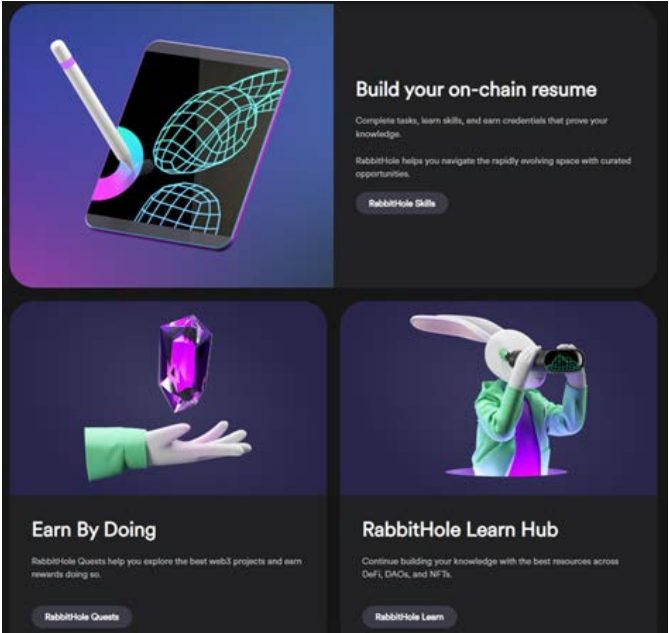 Build your on-chain resume
Complete tasks, learn skills, and earn credentials that prove your
knowledge.
RabbitHole helps you navigate the rapidly evolving space with curated
opportunities.
RabbitHole Skills
Earn By Doing
RabbitHole Quests help you explore the best web3 projects and earn
rewards doing so.
RabbitHole Quests
RabbitHole Learn Hub
Continue building your knowledge with the best resources across
DeFi, DAOs, and NFTs.
RabbitHole Learn